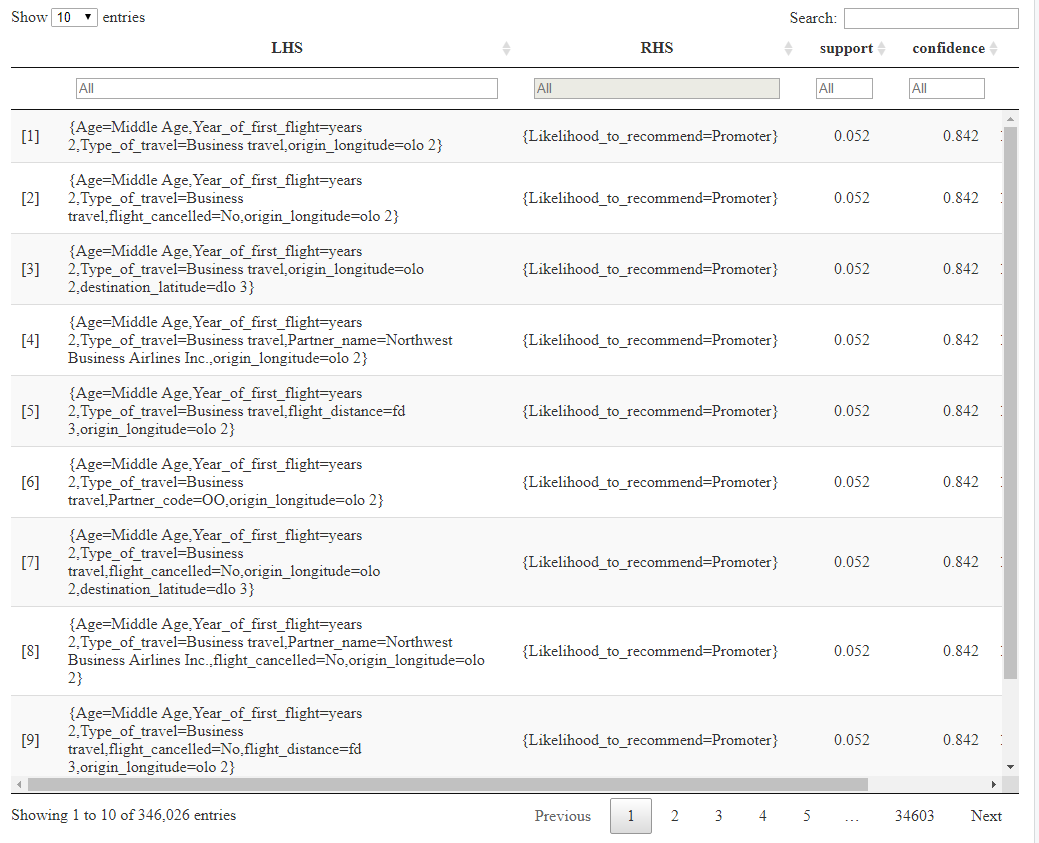 Show 10 entries
Search:
LHS RHS support confidence
All All All All
[1] {Age=Middle Age,Year_of_first_flight=years
2,Type_of_travel=Business travel,origin_longitude=olo 2} {Likelihood_to_recommend=Promoter} 0.052 0.842
[2] {Age=Middle Age,Year_of_first_flight=years
2,Type_of_travel=Business
travel,flight_cancelled=No,origin_longitude=olo 2} {Likelihood_to_recommend=Promoter} 0.052 0.842
[3] {Age=Middle Age,Year_of_first_flight=years
2,Type_of_travel=Business travel,origin_longitude=olo
2,destination_latitude=dlo 3} {Likelihood_to_recommend=Promoter} 0.052 0.842
[4] {Age=Middle Age,Year_of_first_flight=years
2,Type_of_travel=Business travel,Partner_name=Northwest
Business Airlines Inc.,origin_longitude=olo 2} {Likelihood_to_recommend=Promoter} 0.052 0.842
[5] {Age=Middle Age,Year_of_first_flight=years
2,Type_of_travel=Business travel,flight_distance=fd
3,origin_longitude=olo 2} {Likelihood_to_recommend=Promoter} 0.052 0.842
[6] {Age=Middle Age,Year_of_first_flight=years
2,Type_of_travel=Business
travel,Partner_code=OO,origin_longitude=olo 2} {Likelihood_to_recommend=Promoter} 0.052 0.842
[7] {Age=Middle Age,Year_of_first_flight=years
2,Type_of_travel=Business
travel,flight_cancelled=No,origin_longitude=olo
2,destination_latitude=dlo 3} {Likelihood_to_recommend=Promoter} 0.052 0.842
[8] {Age=Middle Age,Year_of_first_flight=years
2,Type_of_travel=Business travel,Partner_name=Northwest
Business Airlines Inc.,flight_cancelled=No,origin_longitude=olo
2} {Likelihood_to_recommend=Promoter} 0.052 0.842
[9] {Age=Middle Age,Year_of_first_flight=years
2,Type_of_travel=Business
travel,flight_cancelled=No,flight_distance=fd
3,origin_longitude=olo 2} {Likelihood_to_recommend=Promoter} 0.052 0.842
Showing 1 to 10 of 346,026 entries
Previous 1 2 3 4 5 … 34603 Next